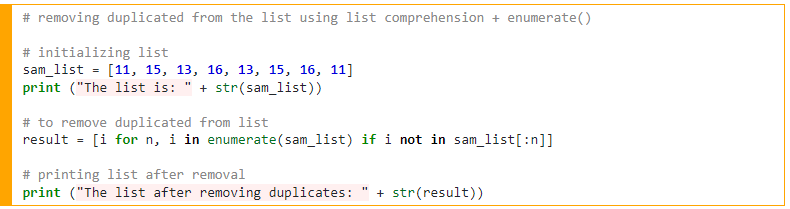 # removing duplicated from the list using list comprehension + enumerate()
# initializing list
sam_list = [11, 15, 13, 16, 13, 15, 16, 11]
print ("The list is: " + str(sam_list))
# to remove duplicated from list
result = [i for n, i in enumerate(sam_list) if i not in sam_list[:n]]
# printing list after removal
print ("The list after removing duplicates: " + str(result))